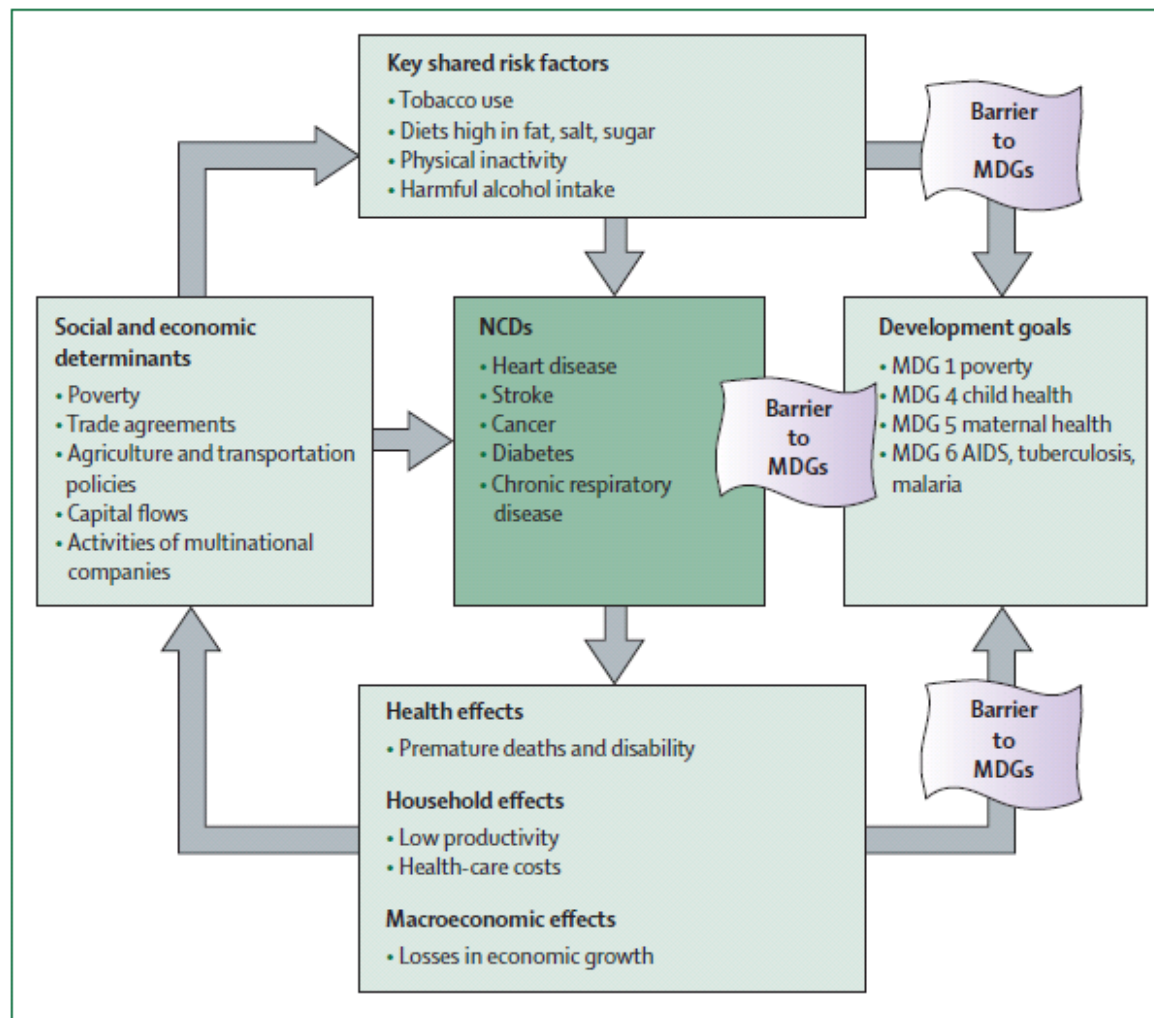 Key shared risk factors
• Tobacco use
• Diets high in fat, salt, sugar
• Physical inactivity
• Harmful alcohol intake
Barrier
to
MDGs
Social and economic
determinants
• Poverty
• Trade agreements
• Agriculture and transportation
policies
• Capital flows
• Activities of multinational
companies
NCDs
• Heart disease
• Stroke
• Cancer
• Diabetes
• Chronic respiratory
disease
Barrier
to
MDGs
Development goals
• MDG 1 poverty
• MDG 4 child health
• MDG 5 maternal health
• MDG 6 AIDS, tuberculosis,
malaria
Health effects
• Premature deaths and disability
Household effects
• Low productivity
• Health-care costs
Macroeconomic effects
• Losses in economic growth
Barrier
to
MDGs